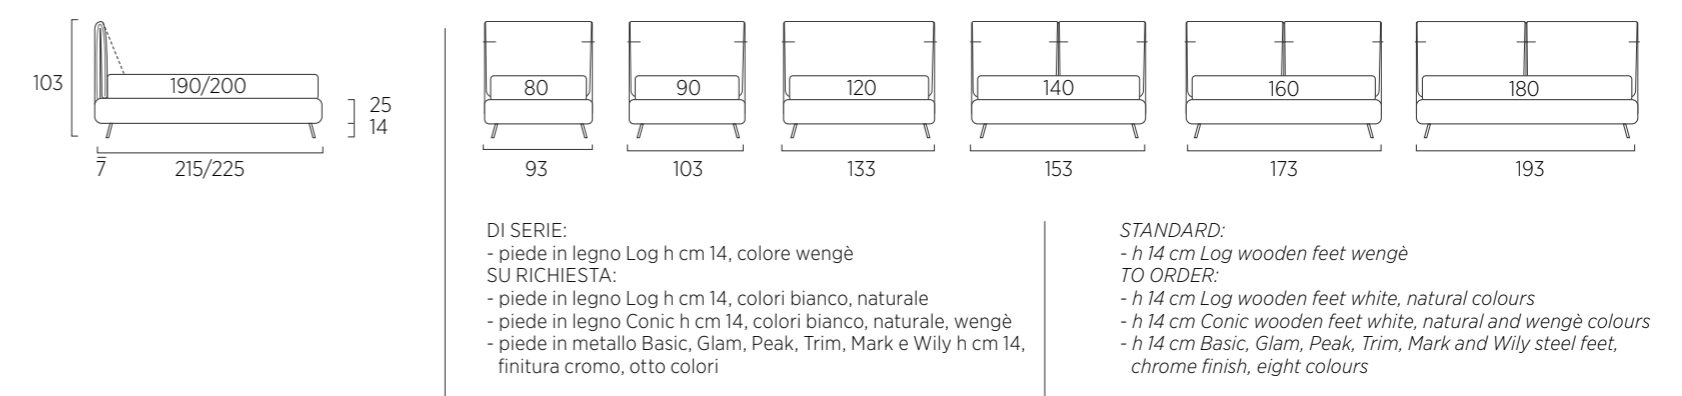 103
190/200
25
14
7
215/225
80
90
120
140
160
180
93
103
133
153
173
193
DI SERIE:
- piede in legno Log h cm 14, colore wengè
SU RICHIESTA:
- piede in legno Log h cm 14, colori bianco, naturale
- piede in legno Conic h cm 14, colori bianco, naturale, wengè
- piede in metallo Basic, Glam, Peak, Trim, Mark e Wily h cm 14,
finitura cromo, otto colori
STANDARD:
- h 14 cm Log wooden feet wengè
TO ORDER:
- h 14 cm Log wooden feet white, natural colours
- h 14 cm Conic wooden feet white, natural and wengè colours
- h 14 cm Basic, Glam, Peak, Trim, Mark and Wily steel feet,
chrome finish, eight colours